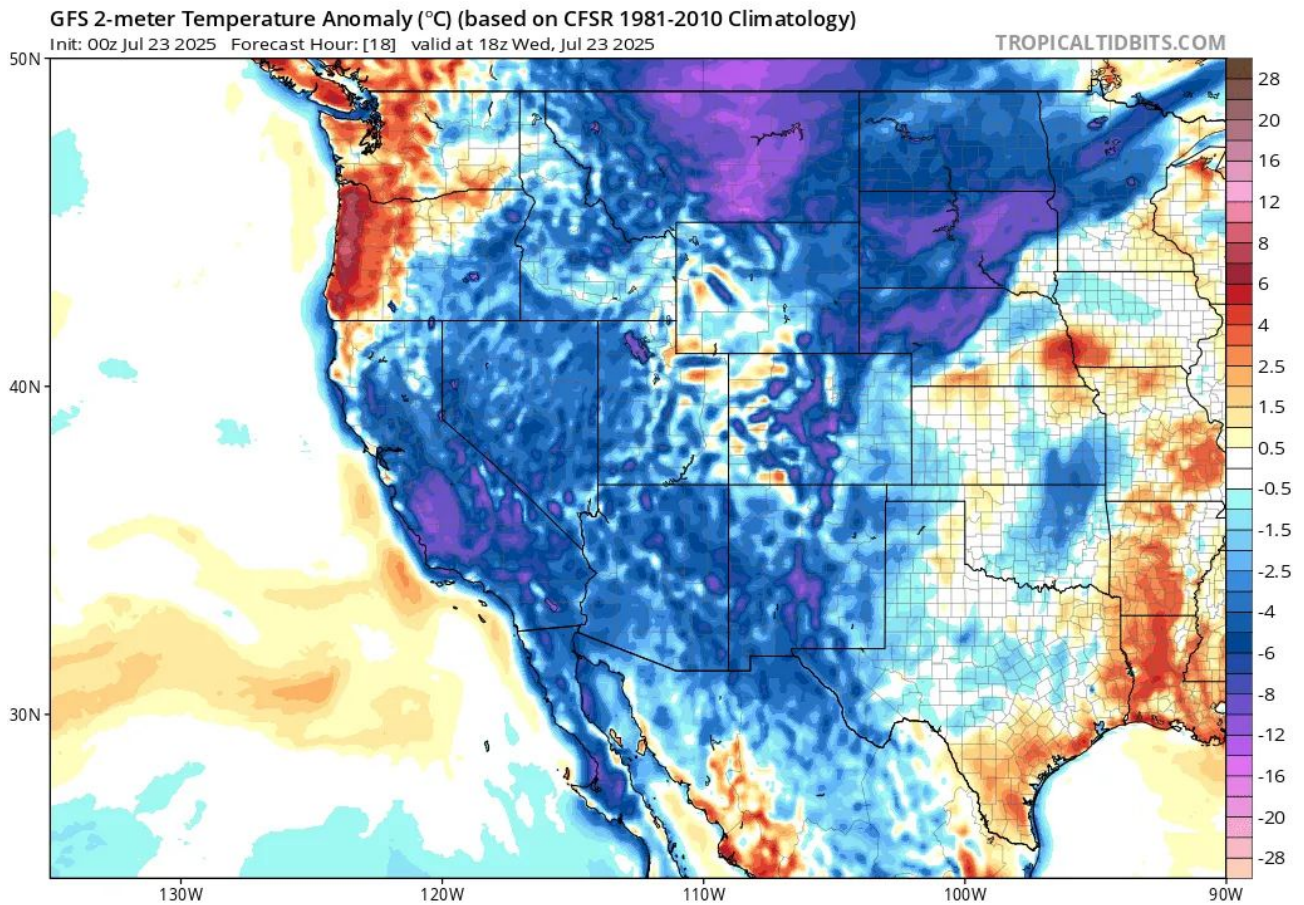 GFS 2-meter Temperature Anomaly (°C) (based on CFSR 1981-2010 Climatology)
Init: 00z Jul 23 2025 Forecast Hour: [18] valid at 18z Wed, Jul 23 2025
TROPICALTIDBITS.COM
50N
40N
30N
130W
120W
110W
100W
90W
28
20
16
12
8
6
4
2.5
1.5
0.5
-0.5
-1.5
-2.5
-4
-6
-8
-12
-16
-20
-28